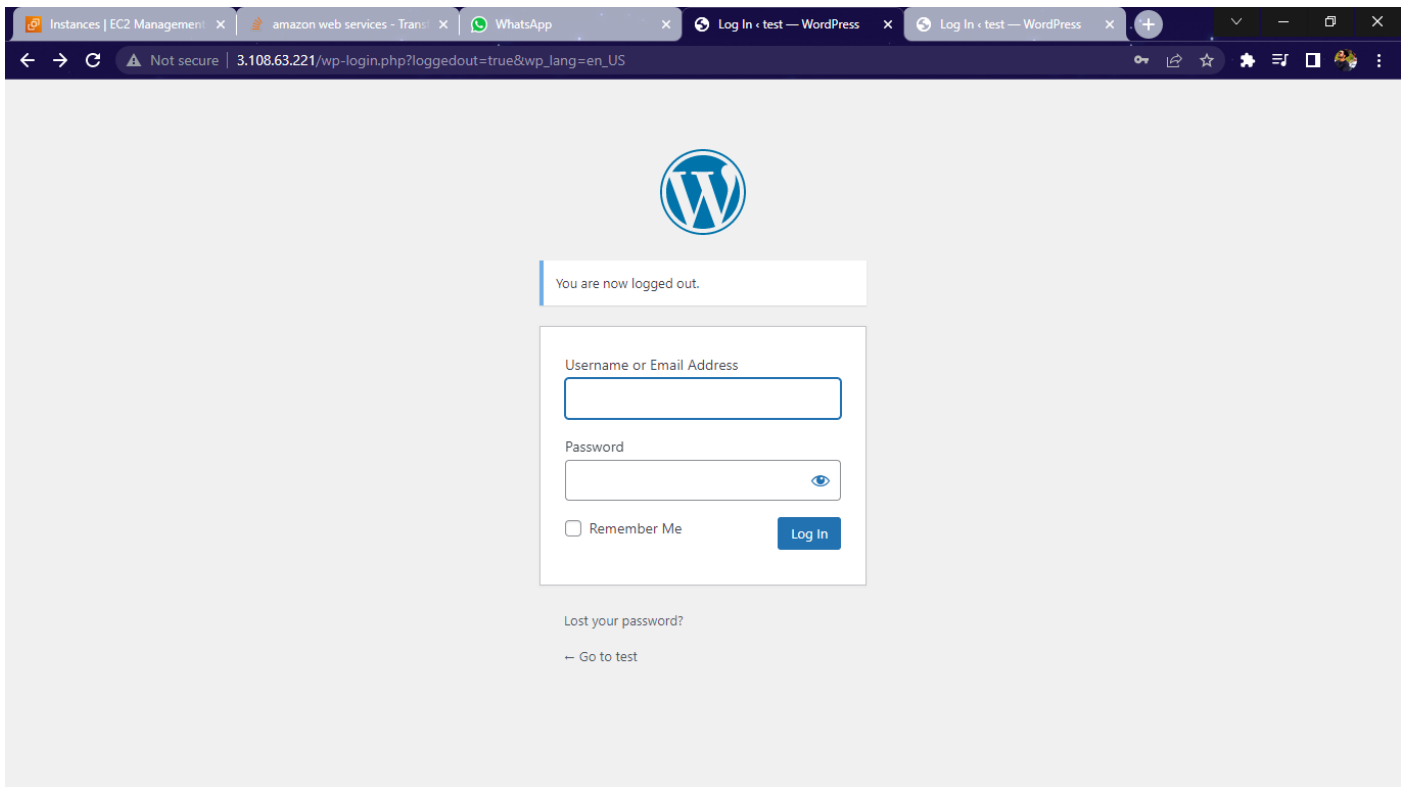 Instances | EC2 Management
amazon web services - Transf
WhatsApp
Log In ‹ test — WordPress
Log In ‹ test — WordPress
Not secure | 3.108.63.221/wp-login.php?loggedout=true&wp_lang=en_US
You are now logged out.
Username or Email Address
Password
Remember Me
Log In
Lost your password?
← Go to test